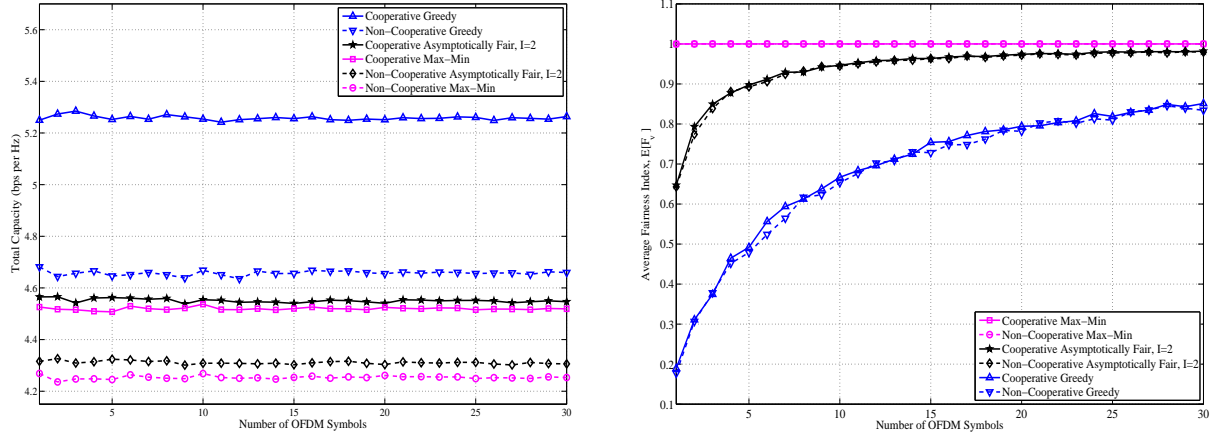 5.6
5.4
5.2
5
4.8
4.6
4.4
4.2
Total Capacity (bps per Hz)
Cooperative Greedy
Non−Cooperative Greedy
Cooperative Asymptotically Fair, I=2
Cooperative Max−Min
Non−Cooperative Asymptotically Fair, I=2
Non−Cooperative Max−Min
5 10 15 20 25 30
Number of OFDM Symbols
1.1
1
0.9
0.8
0.7
0.6
0.5
0.4
0.3
0.2
0.1
Average Fairness Index, E[F_v ]
Cooperative Max−Min
Non−Cooperative Max−Min
Cooperative Asymptotically Fair, I=2
Non−Cooperative Asymptotically Fair, I=2
Cooperative Greedy
Non−Cooperative Greedy
5 10 15 20 25 30
Number of OFDM Symbols